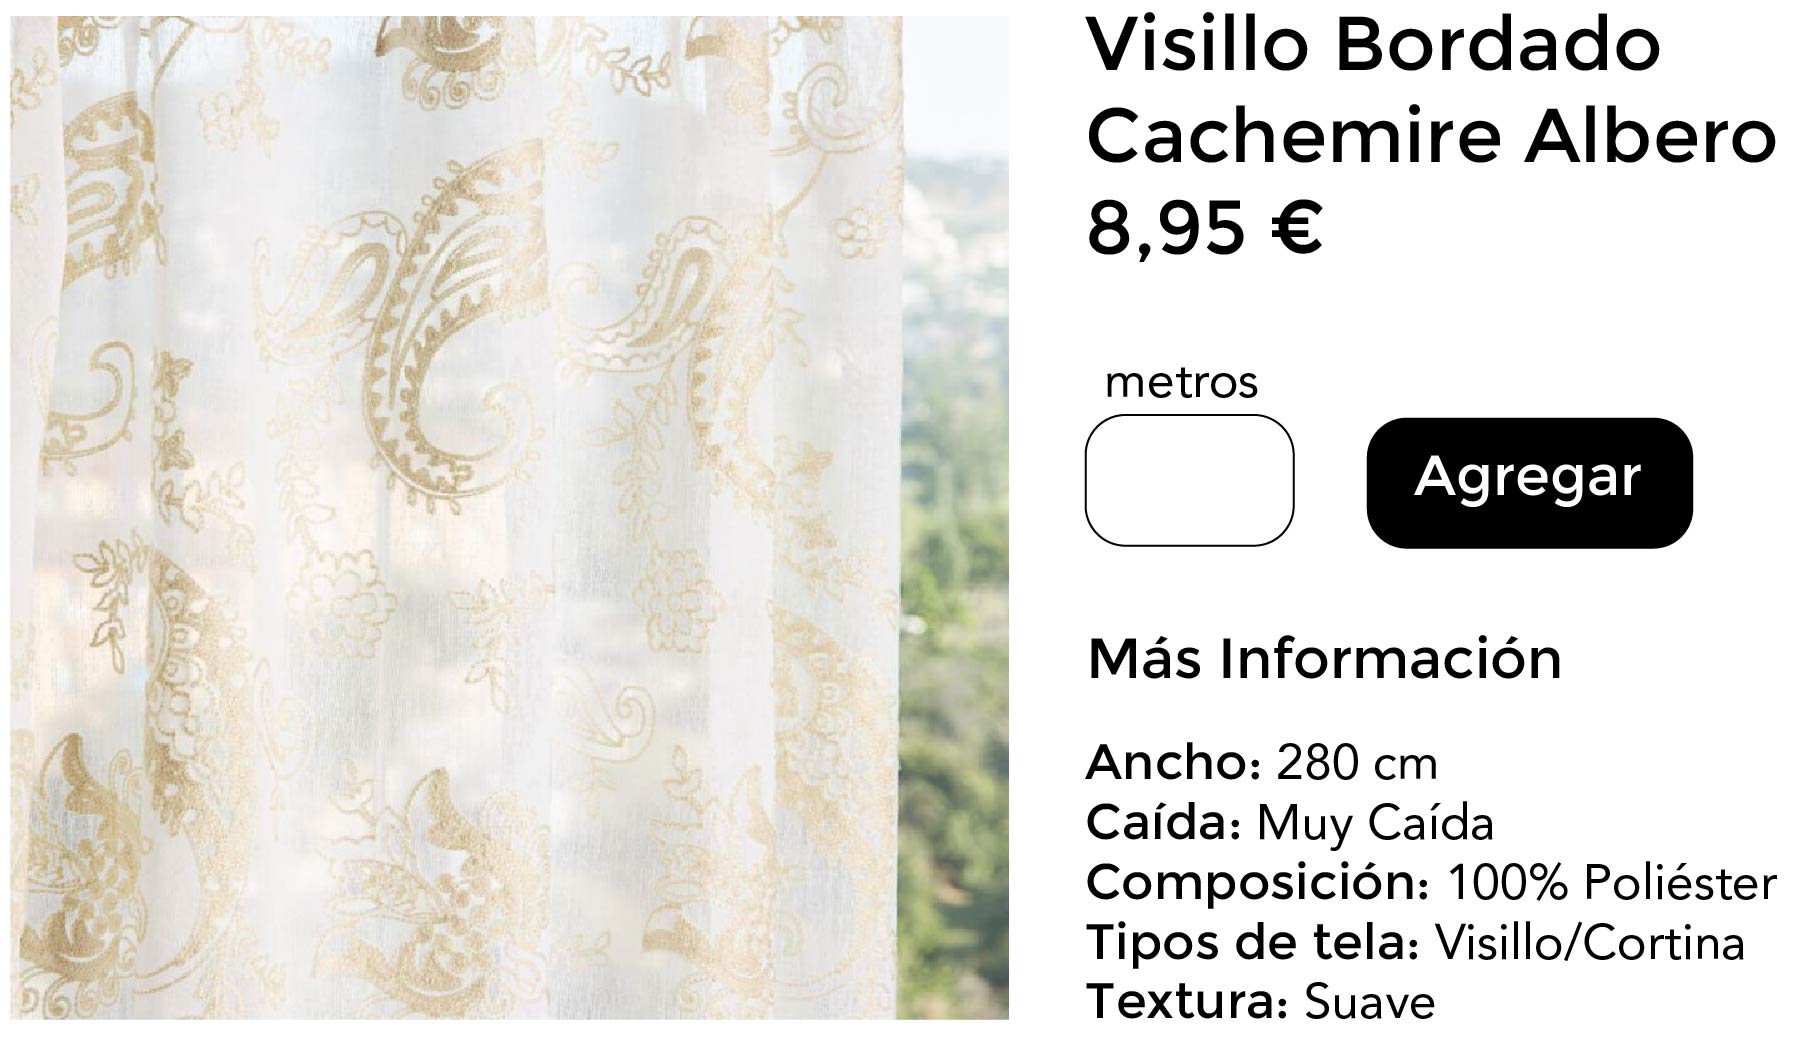 Visillo Bordado
Cachemire Albero
8,95 €
metros
Agregar
Más Información
Ancho: 280 cm
Caída: Muy Caída
Composición: 100% Poliéster
Tipos de tela: Visillo/Cortina
Textura: Suave